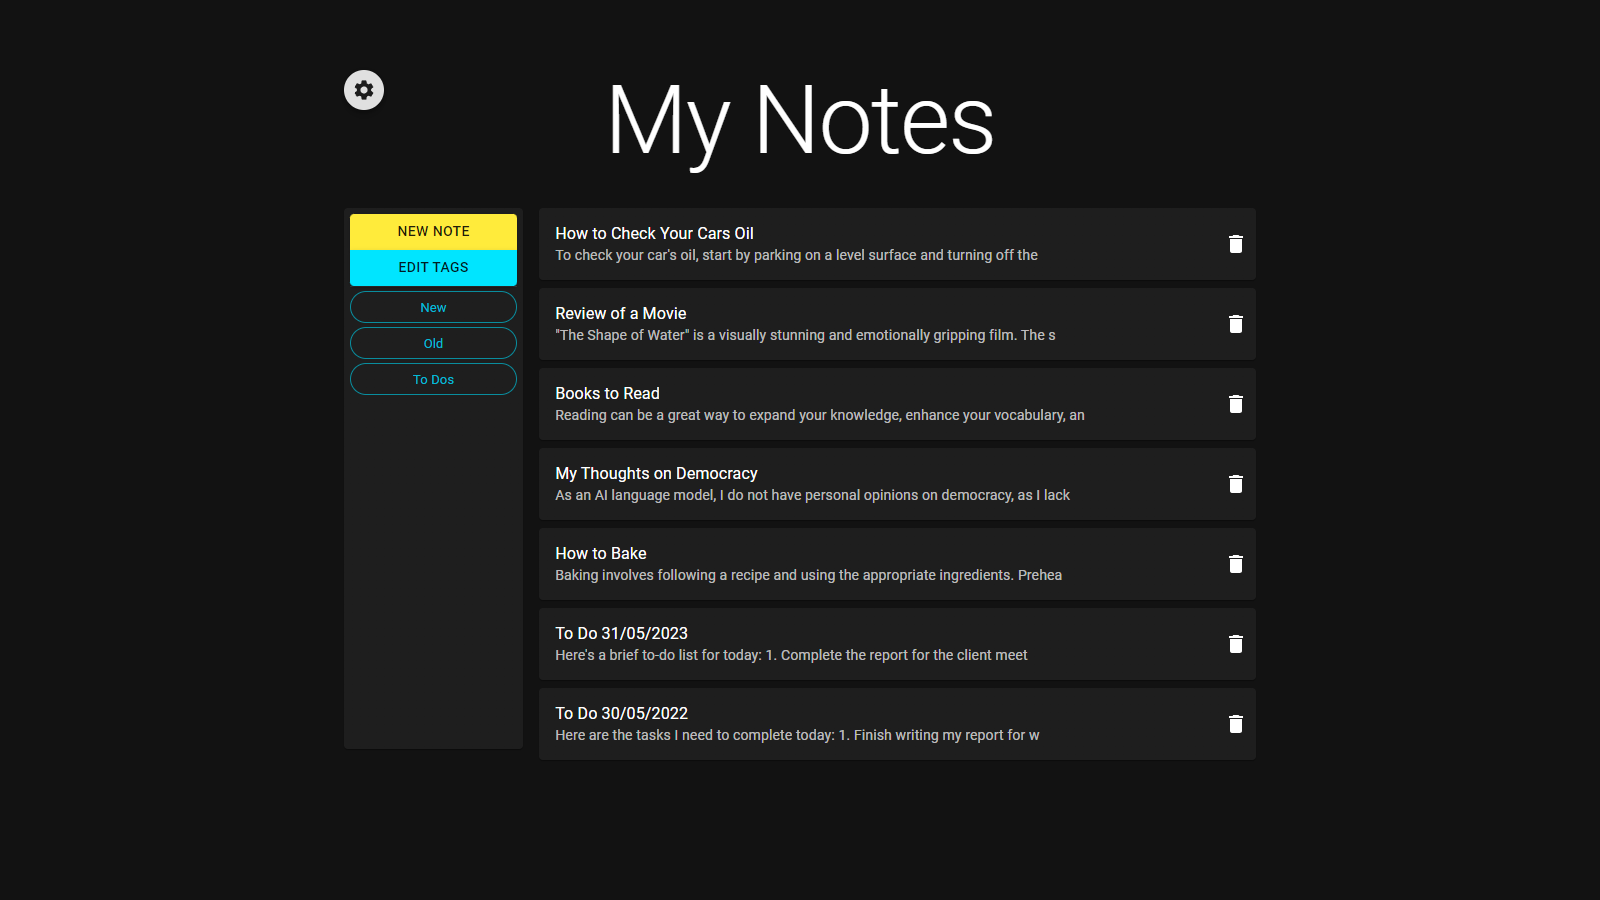 My Notes
NEW NOTE
EDIT TAGS
New
Old
To Dos
How to Check Your Cars Oil
To check your car's oil, start by parking on a level surface and turning off the
Review of a Movie
"The Shape of Water" is a visually stunning and emotionally gripping film. The s
Books to Read
Reading can be a great way to expand your knowledge, enhance your vocabulary, an
My Thoughts on Democracy
As an AI language model, I do not have personal opinions on democracy, as I lack
How to Bake
Baking involves following a recipe and using the appropriate ingredients. Prehea
To Do 31/05/2023
Here's a brief to-do list for today: 1. Complete the report for the client meet
To Do 30/05/2022
Here are the tasks I need to complete today: 1. Finish writing my report for w